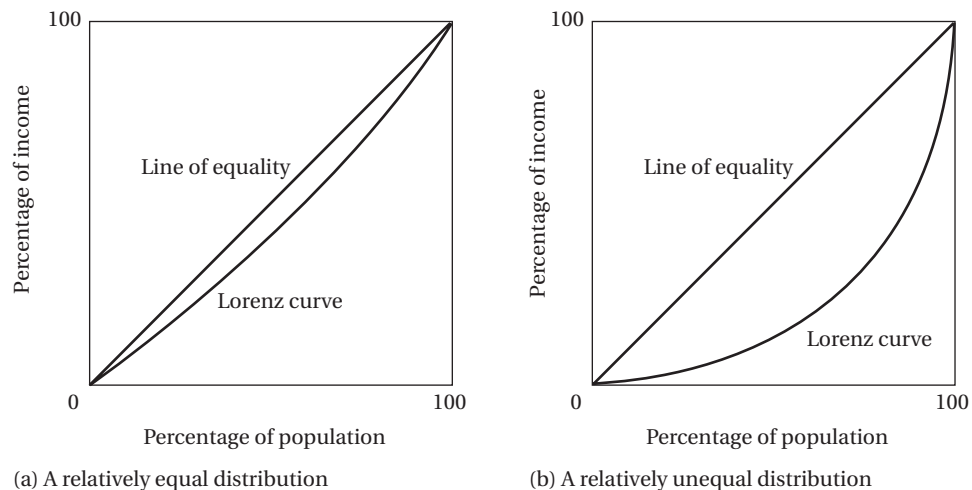 100
Percentage of income
Line of equality
Lorenz curve
0
100
Percentage of population
(a) A relatively equal distribution
100
Percentage of income
Line of equality
Lorenz curve
0
100
Percentage of population
(b) A relatively unequal distribution